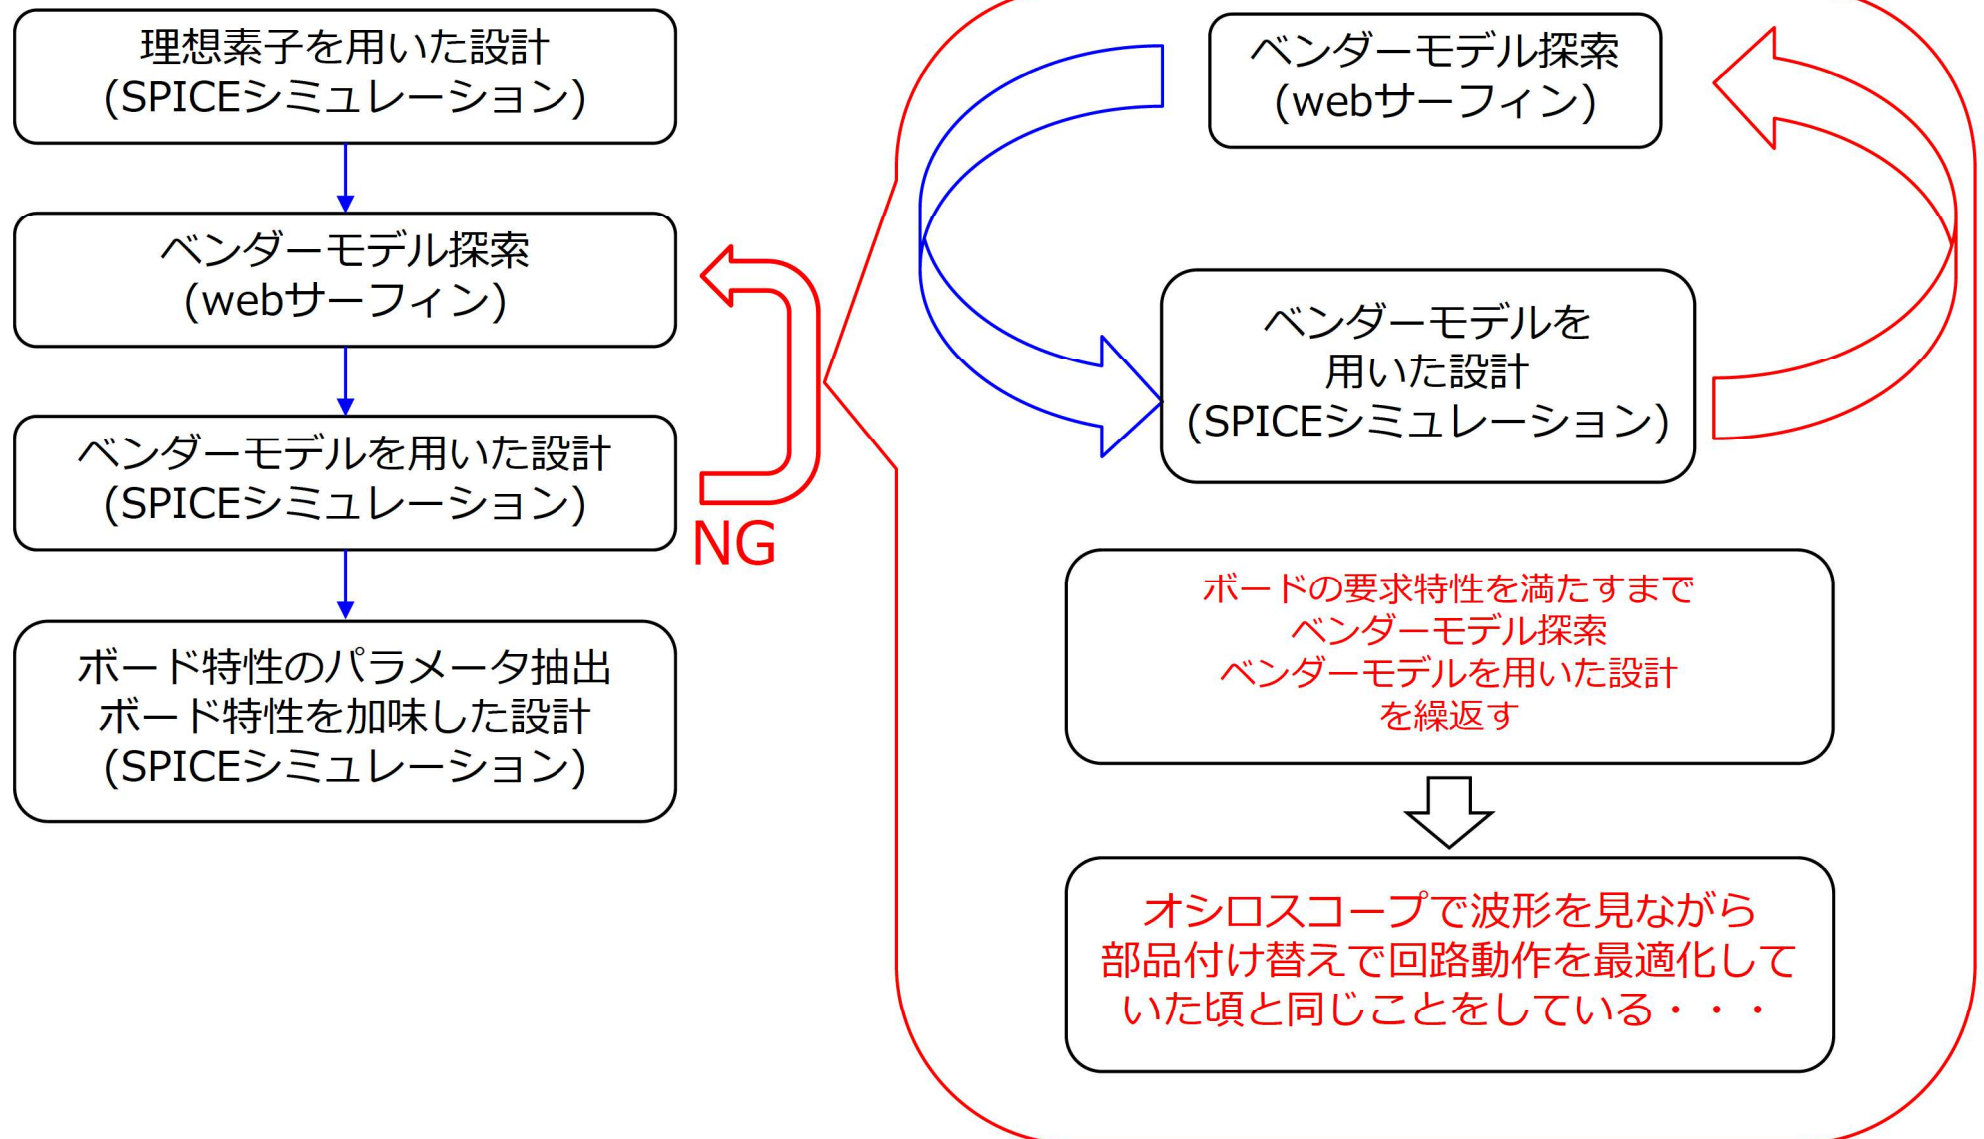 理想素子を用いた設計
(SPICEシミュレーション)
ベンダーモデル探索
(webサーフィン)
ベンダーモデルを用いた設計
(SPICEシミュレーション)
NG
ボード特性のパラメータ抽出
ボード特性を加味した設計
(SPICEシミュレーション)
ベンダーモデル探索
(webサーフィン)
ベンダーモデルを
用いた設計
(SPICEシミュレーション)
ボードの要求特性を満たすまで
ベンダーモデル探索
ベンダーモデルを用いた設計
を繰返す
オシロスコープで波形を見ながら
部品付け替えで回路動作を最適化して
いた頃と同じことをしている・・・